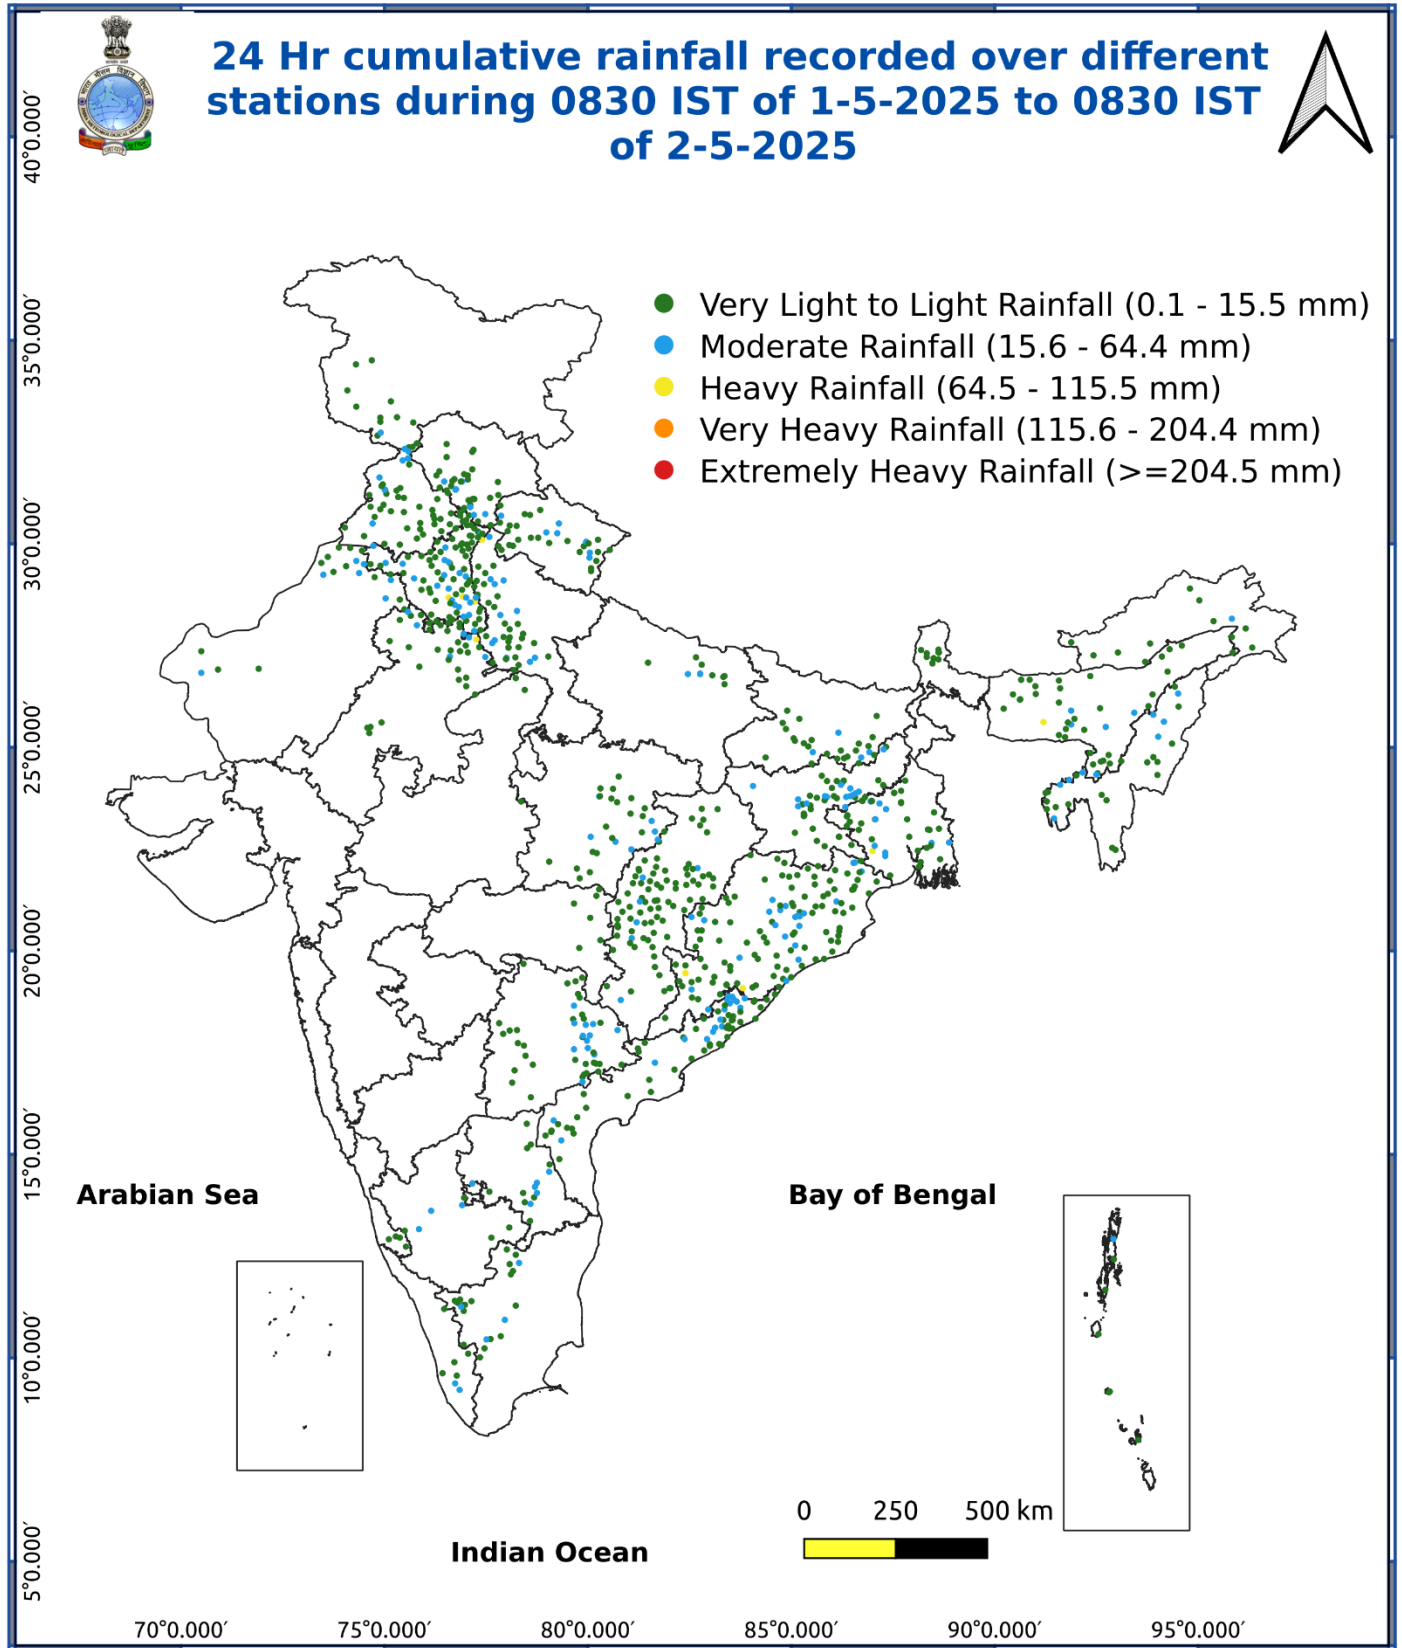 24 Hr cumulative rainfall recorded over different
stations during 0830 IST of 1-5-2025 to 0830 IST
of 2-5-2025
Very Light to Light Rainfall (0.1 - 15.5 mm)
Moderate Rainfall (15.6 - 64.4 mm)
Heavy Rainfall (64.5 - 115.5 mm)
Very Heavy Rainfall (115.6 - 204.4 mm)
Extremely Heavy Rainfall (>=204.5 mm)
40°0.000′
35°0.000′
30°0.000′
25°0.000′
20°0.000′
15°0.000′
10°0.000′
5°0.000′
Arabian Sea
Bay of Bengal
Indian Ocean
0 250 500 km
70°0.000′ 75°0.000′ 80°0.000′ 85°0.000′ 90°0.000′ 95°0.000′